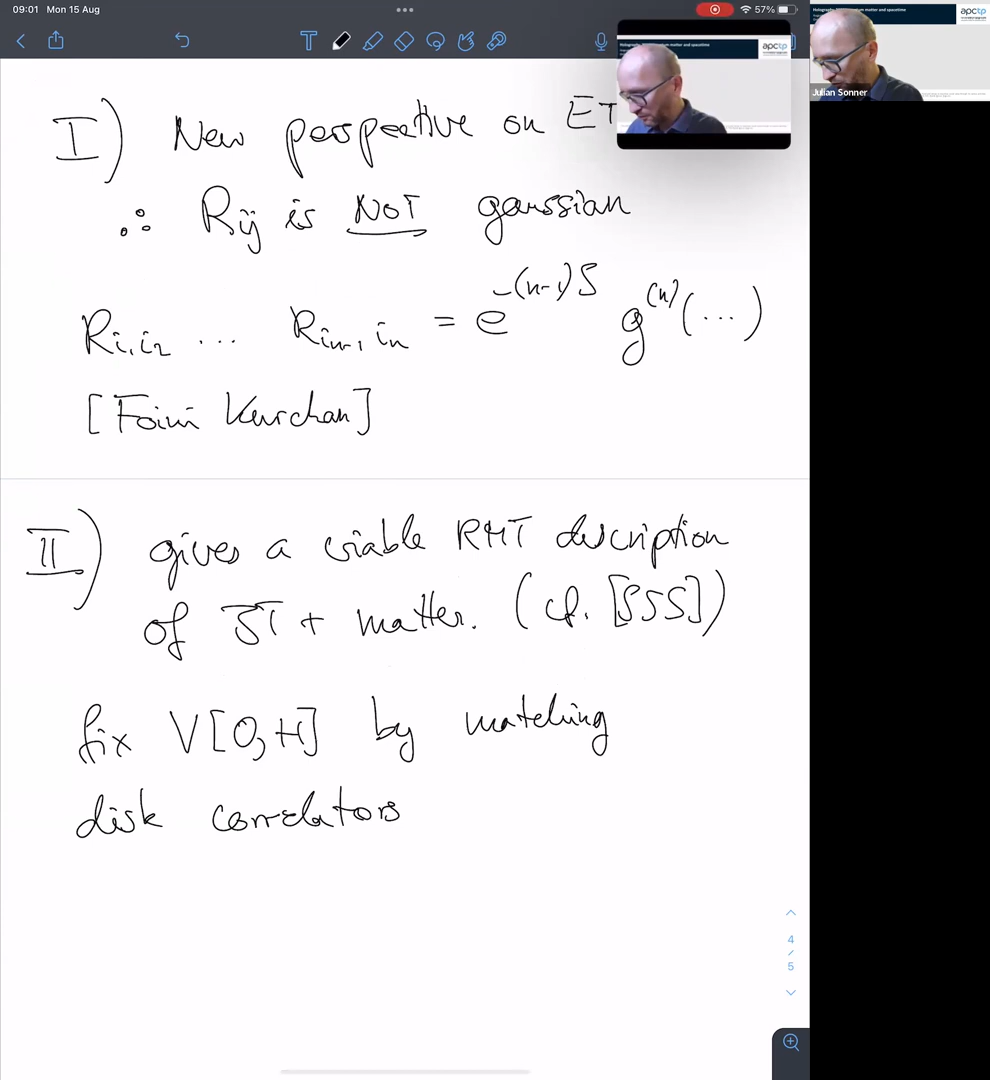 09:01 Mon 15 Aug
57%
apctp
apctp
Julian Sonner
I) New perspective on ET
∴ Rij is NOT gaussian
Ri₁i₂ ... Rin-1,in = e^-(n-1)S g^(n)(...)
[Foini Kurchan]
II) gives a viable RMT description
of JT + matter. (cf. [SSS])
fix V[O,H] by matching
disk correlators
4
/
5